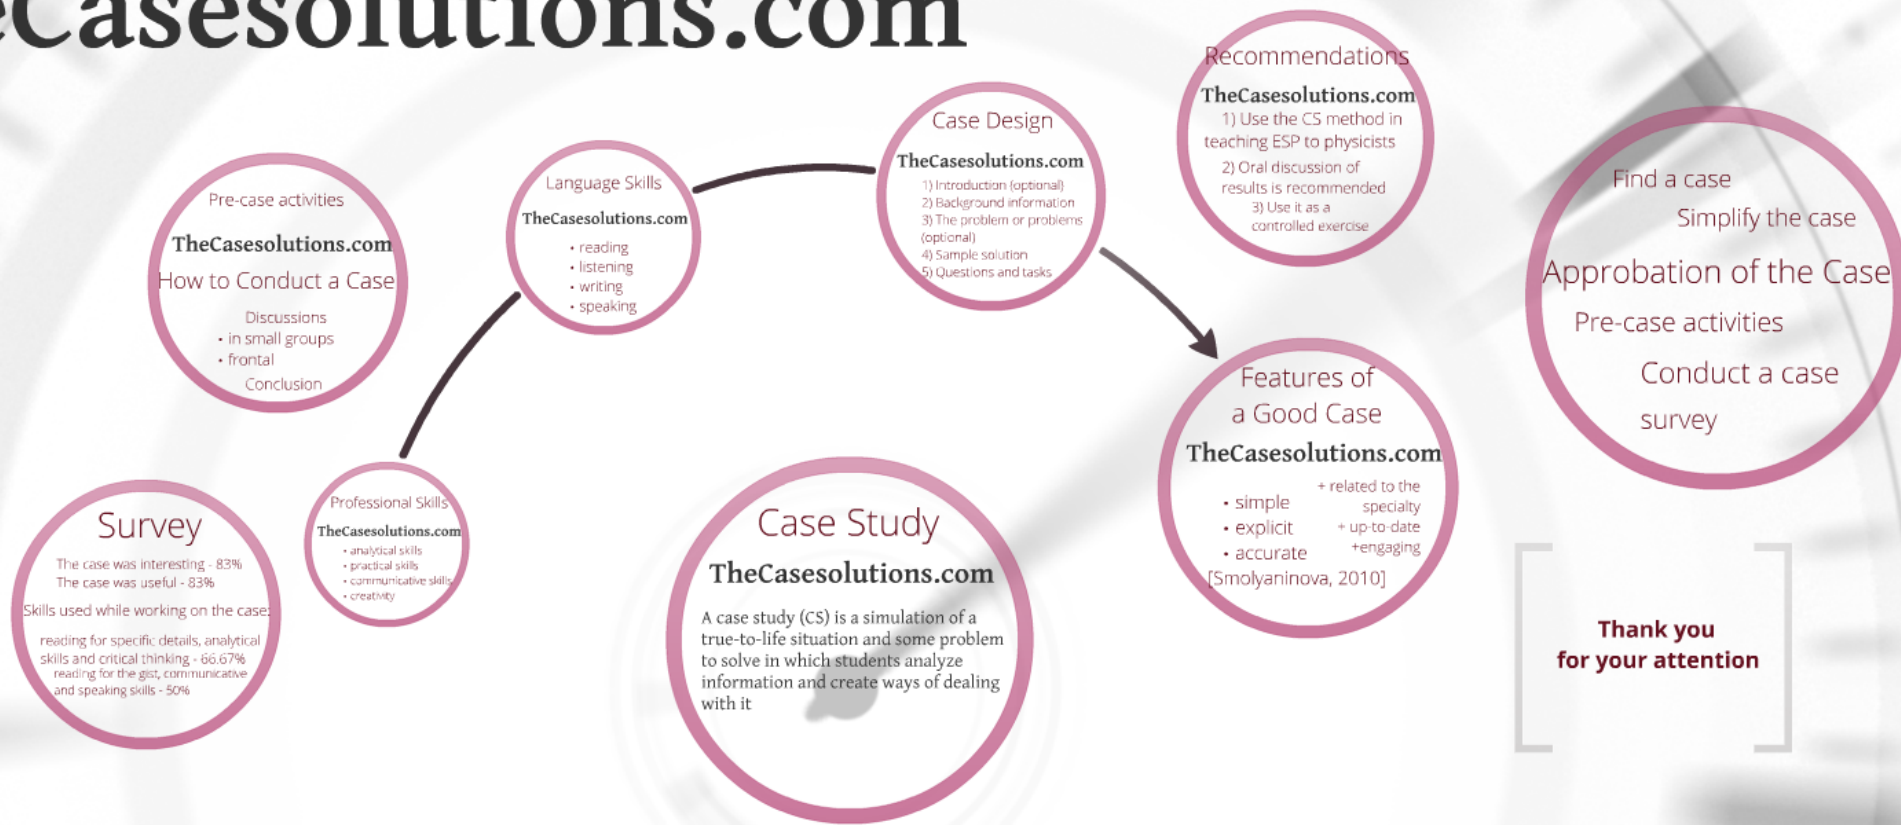 eCasesolutions.com
Pre-case activities
TheCasesolutions.com
How to Conduct a Case
Discussions
• in small groups
• frontal
Conclusion
Survey
The case was interesting - 83%
The case was useful - 83%
Skills used while working on the case:
reading for specific details, analytical
skills and critical thinking - 66.67%
reading for the gist, communicative
and speaking skills - 50%
Professional Skills
TheCasesolutions.com
• analytical skills
• practical skills
• communicative skills
• creativity
Language Skills
TheCasesolutions.com
• reading
• listening
• writing
• speaking
Case Design
TheCasesolutions.com
1) Introduction (optional)
2) Background information
3) The problem or problems
(optional)
4) Sample solution
5) Questions and tasks
Case Study
TheCasesolutions.com
A case study (CS) is a simulation of a
true-to-life situation and some problem
to solve in which students analyze
information and create ways of dealing
with it
Recommendations
TheCasesolutions.com
1) Use the CS method in
teaching ESP to physicists
2) Oral discussion of
results is recommended
3) Use it as a
controlled exercise
Features of
a Good Case
TheCasesolutions.com
• simple
• explicit
• accurate
+ related to the
specialty
+ up-to-date
+engaging
[Smolyaninova, 2010]
Find a case
Simplify the case
Approbation of the Case
Pre-case activities
Conduct a case
survey
Thank you
for your attention